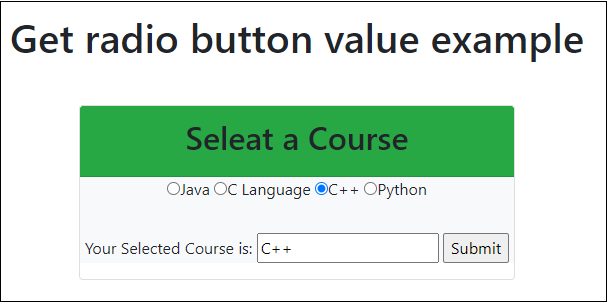 Get radio button value example
Seleat a Course
Java C Language C++ Python
Your Selected Course is: C++ Submit